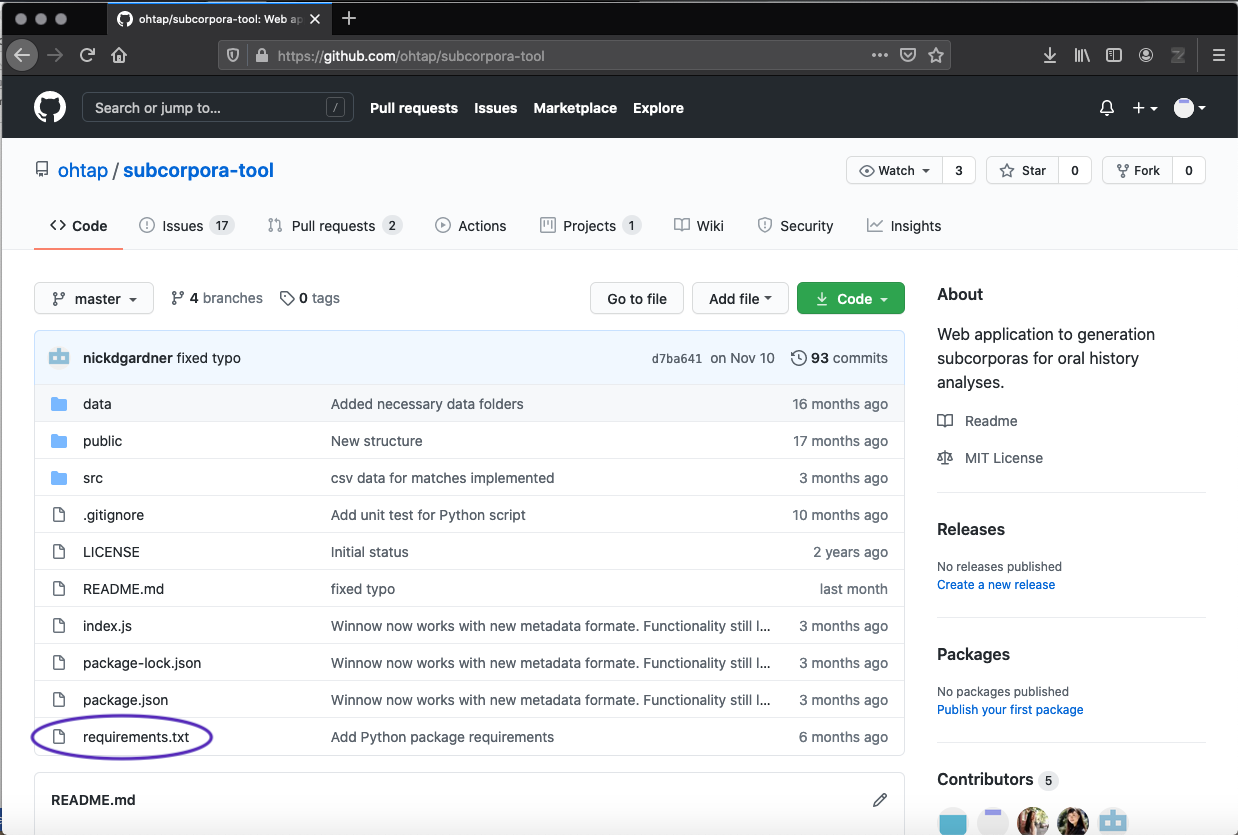 ohtap/subcorpora-tool: Web ap
https://github.com/ohtap/subcorpora-tool
Search or jump to... / Pull requests Issues Marketplace Explore
ohtap / subcorpora-tool Watch 3 Star 0 Fork 0
Code Issues 17 Pull requests 2 Actions Projects 1 Wiki Security Insights
master 4 branches 0 tags Go to file Add file Code
nickdgardner fixed typo d7ba641 on Nov 10 93 commits
data Added necessary data folders 16 months ago
public New structure 17 months ago
src csv data for matches implemented 3 months ago
.gitignore Add unit test for Python script 10 months ago
LICENSE Initial status 2 years ago
README.md fixed typo last month
index.js Winnow now works with new metadata formate. Functionality still l... 3 months ago
package-lock.json Winnow now works with new metadata formate. Functionality still l... 3 months ago
package.json Winnow now works with new metadata formate. Functionality still l... 3 months ago
requirements.txt Add Python package requirements 6 months ago
README.md
About
Web application to generation
subcorporas for oral history
analyses.
Readme
MIT License
Releases
No releases published
Create a new release
Packages
No packages published
Publish your first package
Contributors 5